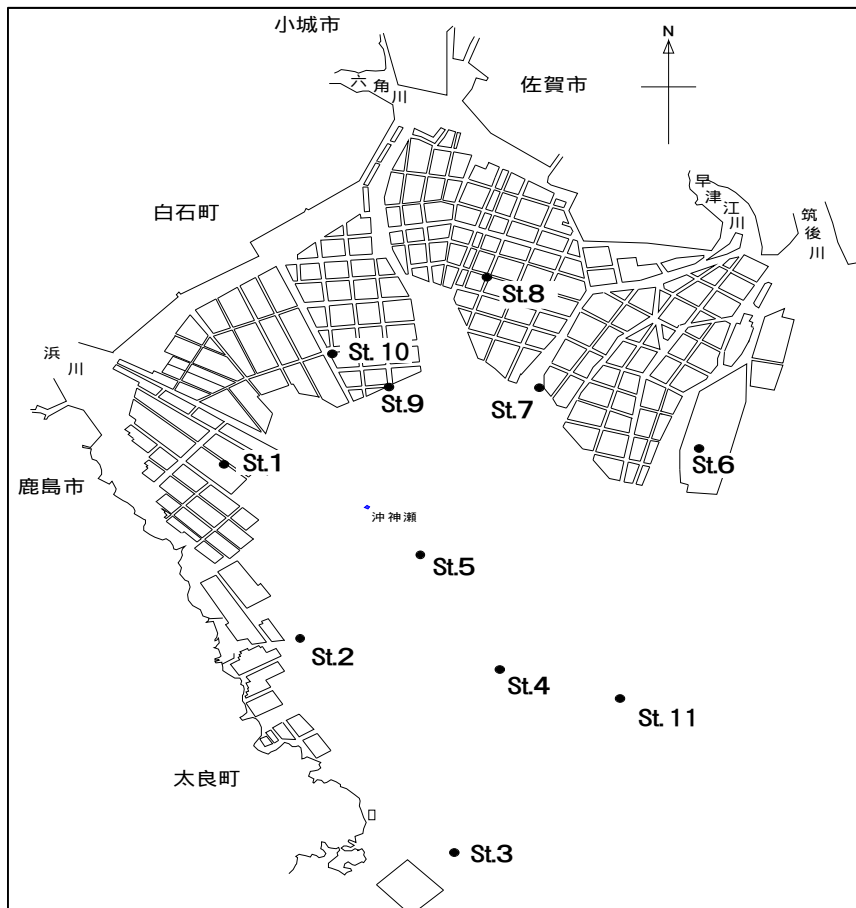 小城市
N
佐賀市
六角川
早津江川
筑後川
白石町
St.8
浜川
St. 10
St.9
St.7
St.6
St.1
鹿島市
沖神瀬
St.5
St.2
St.4
St. 11
太良町
St.3